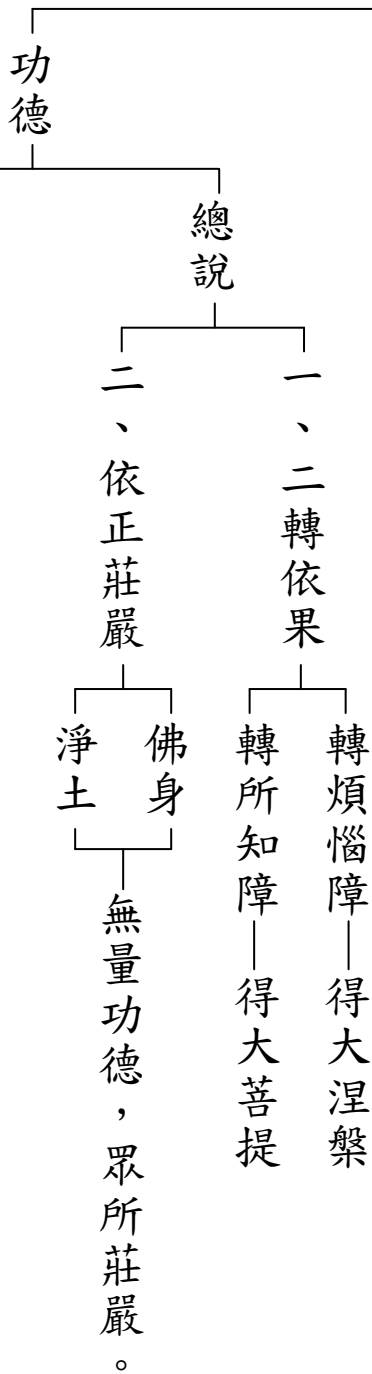 功德
總說
一、二轉依果
轉煩惱障—得大涅槃
轉所知障—得大菩提
二、依正莊嚴
佛身
淨土
無量功德，眾所莊嚴。